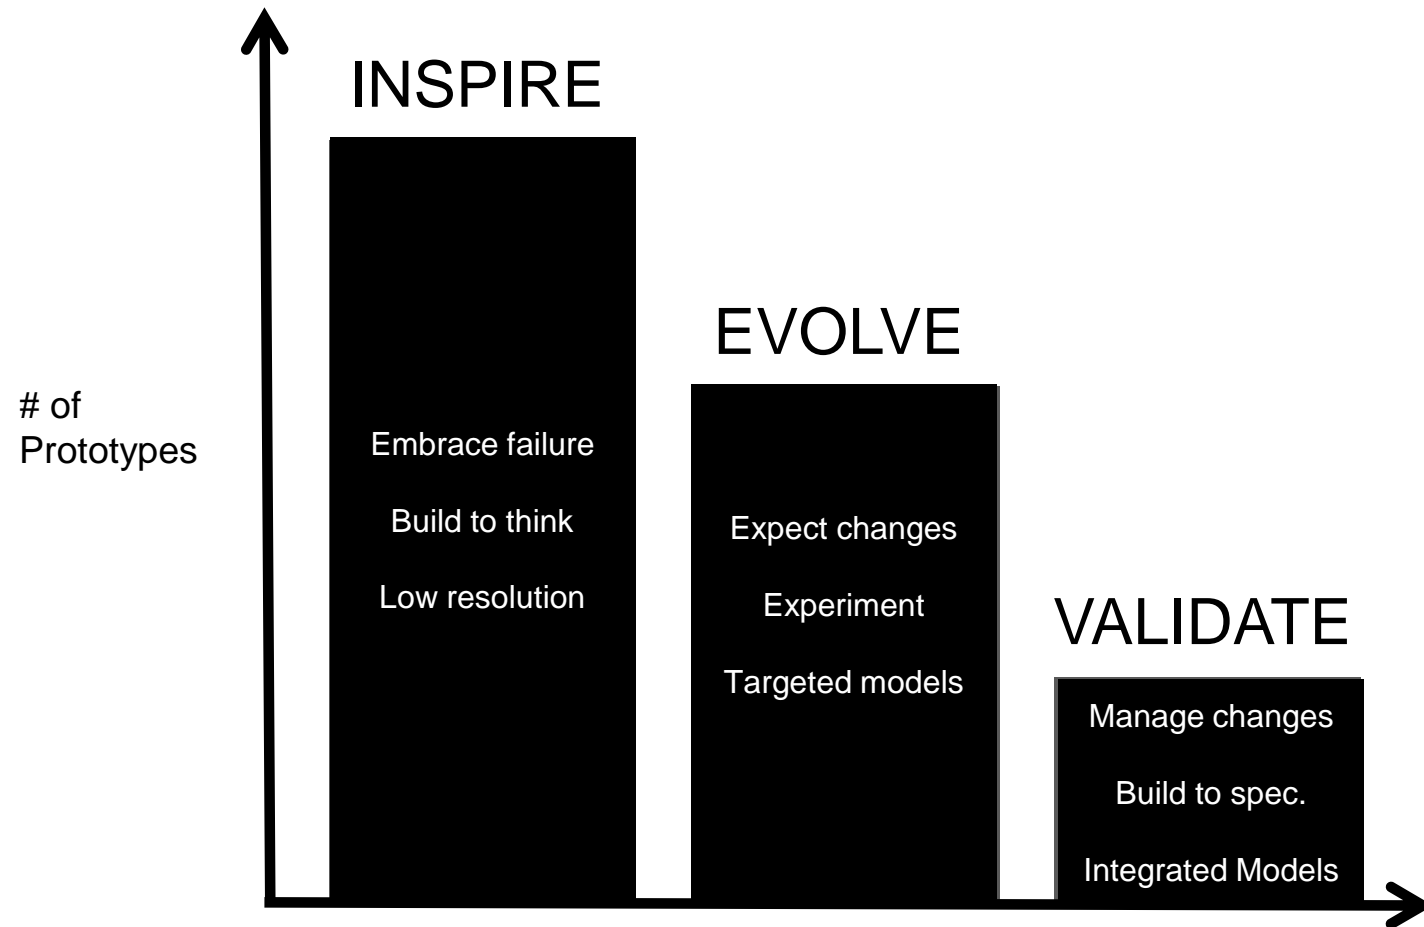 INSPIRE
EVOLVE
# of
Prototypes
Embrace failure
Build to think
Low resolution
Expect changes
Experiment
Targeted models
VALIDATE
Manage changes
Build to spec.
Integrated Models